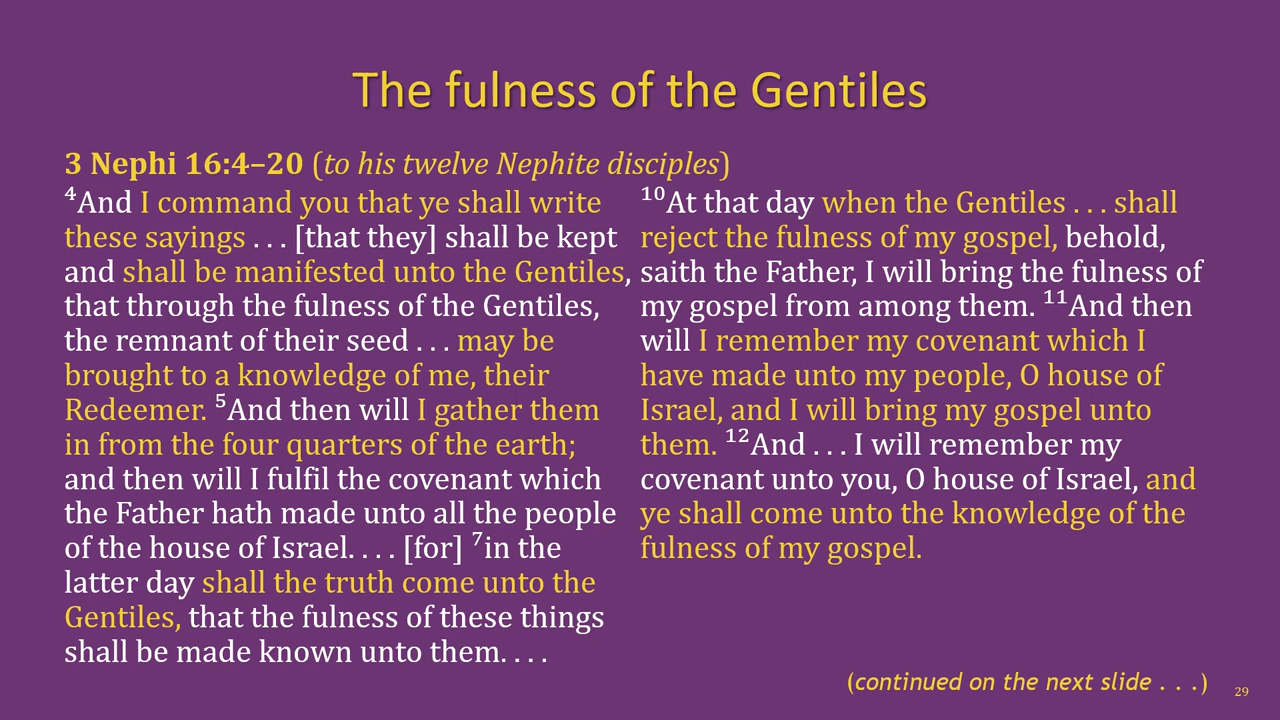 The fulness of the Gentiles
3 Nephi 16:4–20 (to his twelve Nephite disciples)
⁴And I command you that ye shall write
these sayings . . . [that they] shall be kept
and shall be manifested unto the Gentiles,
that through the fulness of the Gentiles,
the remnant of their seed . . . may be
brought to a knowledge of me, their
Redeemer. ⁵And then will I gather them
in from the four quarters of the earth;
and then will I fulfil the covenant which
the Father hath made unto all the people
of the house of Israel. . . . [for] ⁷in the
latter day shall the truth come unto the
Gentiles, that the fulness of these things
shall be made known unto them. . . .
¹⁰At that day when the Gentiles . . . shall
reject the fulness of my gospel, behold,
saith the Father, I will bring the fulness of
my gospel from among them. ¹¹And then
will I remember my covenant which I
have made unto my people, O house of
Israel, and I will bring my gospel unto
them. ¹²And . . . I will remember my
covenant unto you, O house of Israel, and
ye shall come unto the knowledge of the
fulness of my gospel.
(continued on the next slide . . .)
29